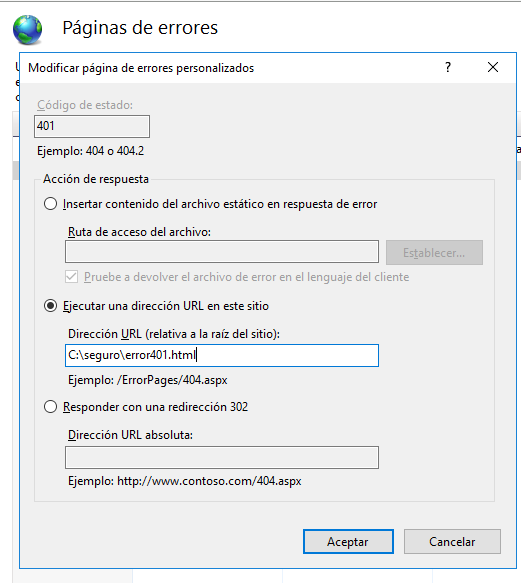 Páginas de errores
Modificar página de errores personalizados
?
Código de estado:
401
Ejemplo: 404 o 404.2
Acción de respuesta
Insertar contenido del archivo estático en respuesta de error
Ruta de acceso del archivo:
Establecer...
Pruebe a devolver el archivo de error en el lenguaje del cliente
Ejecutar una dirección URL en este sitio
Dirección URL (relativa a la raíz del sitio):
C:\seguro\error401.html
Ejemplo: /ErrorPages/404.aspx
Responder con una redirección 302
Dirección URL absoluta:
Ejemplo: http://www.contoso.com/404.aspx
Aceptar
Cancelar